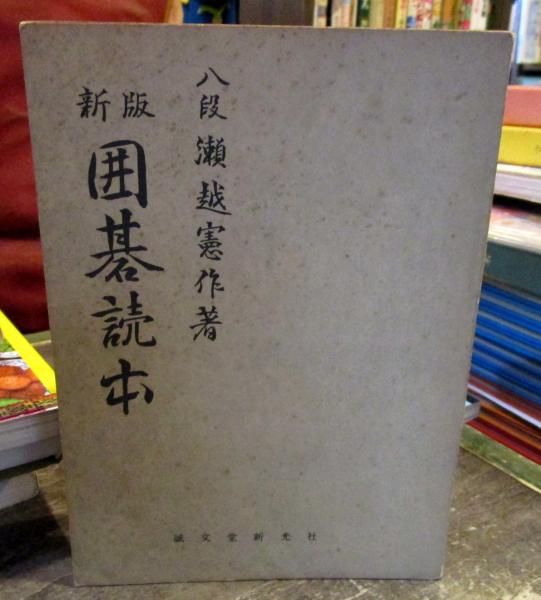 八段 瀬越憲作著
新版
囲碁読本
誠文堂新光社